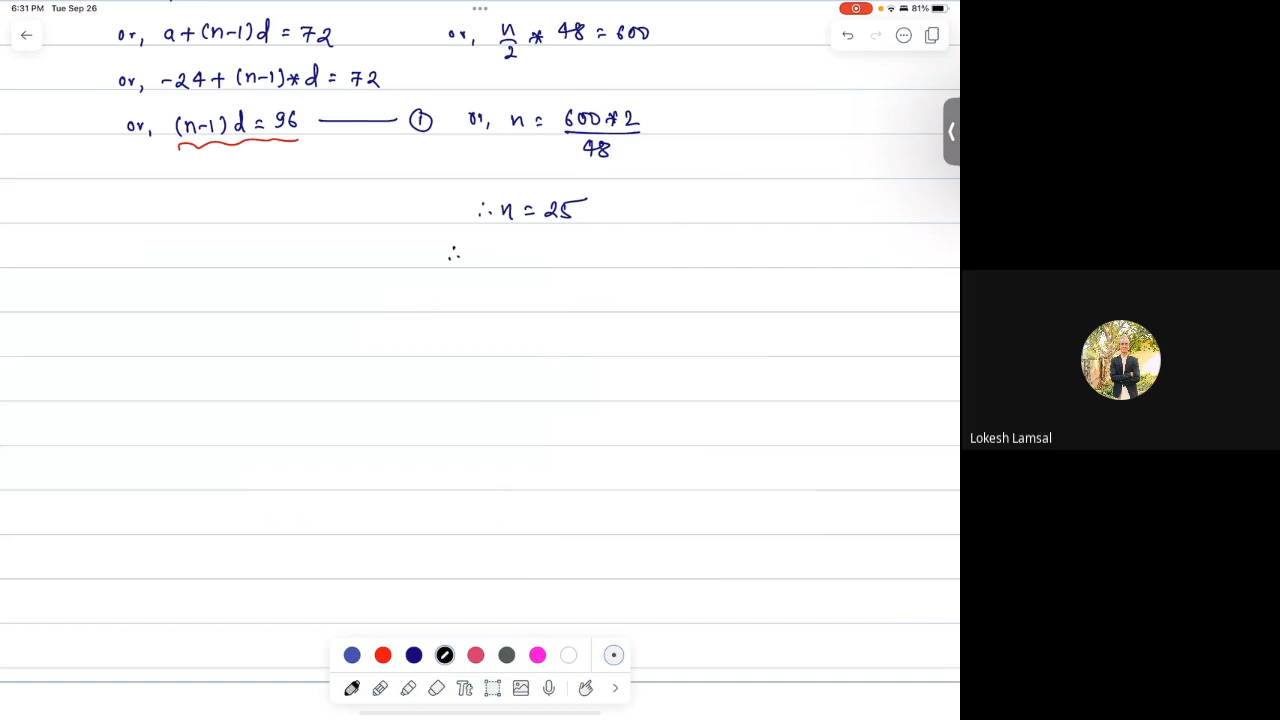 6:31 PM Tue Sep 26
81%
or, a+(n-1)d = 72
or, n/2 * 48 = 600
or, -24+(n-1)*d = 72
or, (n-1)d = 96 ——— ①
or, n = 600*2/48
∴ n = 25
∴
Tt
Lokesh Lamsal